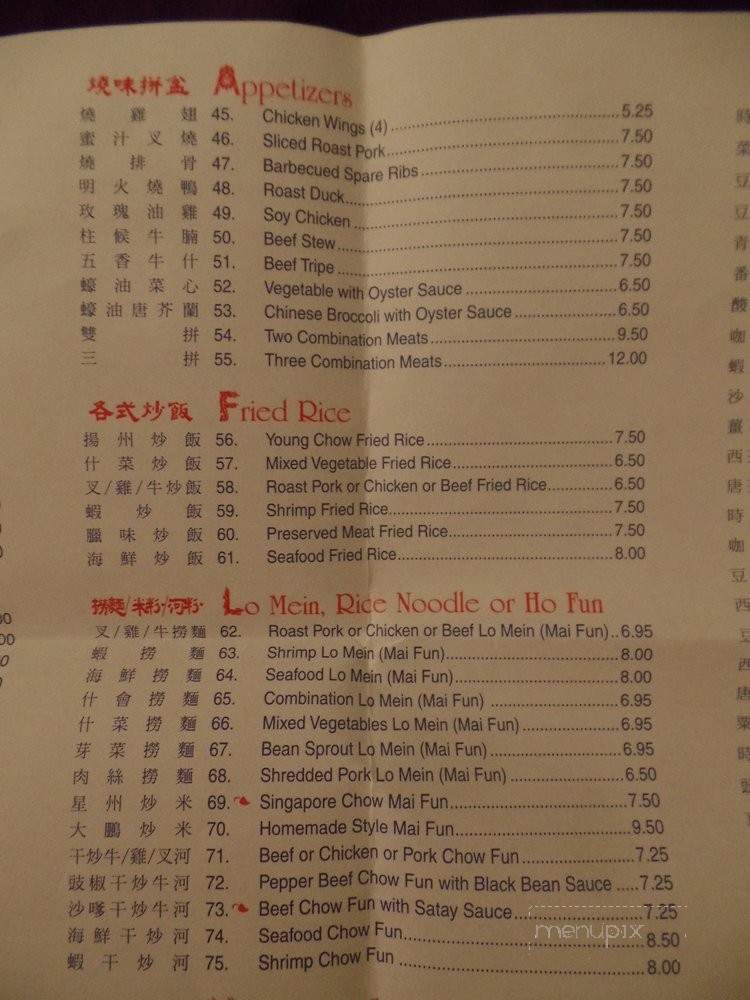 燒味拼盆 Appetizers
燒雞翅 45. Chicken Wings (4) 5.25
蜜汁叉燒 46. Sliced Roast Pork 7.50
燒排骨 47. Barbecued Spare Ribs 7.50
明火燒鴨 48. Roast Duck 7.50
玫瑰油雞 49. Soy Chicken 7.50
柱候牛腩 50. Beef Stew 7.50
五香牛什 51. Beef Tripe 7.50
蠔油菜心 52. Vegetable with Oyster Sauce 6.50
蠔油唐芥蘭 53. Chinese Broccoli with Oyster Sauce 6.50
雙拼 54. Two Combination Meats 9.50
三拼 55. Three Combination Meats 12.00
各式炒飯 Fried Rice
揚州炒飯 56. Young Chow Fried Rice 7.50
什菜炒飯 57. Mixed Vegetable Fried Rice 6.50
叉/雞/牛炒飯 58. Roast Pork or Chicken or Beef Fried Rice 6.50
蝦炒飯 59. Shrimp Fried Rice 7.50
臘味炒飯 60. Preserved Meat Fried Rice 7.50
海鮮炒飯 61. Seafood Fried Rice 8.00
撈麵/米粉/河粉 Lo Mein, Rice Noodle or Ho Fun
叉/雞/牛撈麵 62. Roast Pork or Chicken or Beef Lo Mein (Mai Fun) 6.95
蝦撈麵 63. Shrimp Lo Mein (Mai Fun) 8.00
海鮮撈麵 64. Seafood Lo Mein (Mai Fun) 8.00
什會撈麵 65. Combination Lo Mein (Mai Fun) 6.95
什菜撈麵 66. Mixed Vegetables Lo Mein (Mai Fun) 6.95
芽菜撈麵 67. Bean Sprout Lo Mein (Mai Fun) 6.95
肉絲撈麵 68. Shredded Pork Lo Mein (Mai Fun) 6.50
星州炒米 69. Singapore Chow Mai Fun 7.50
大鵬炒米 70. Homemade Style Mai Fun 9.50
干炒牛/雞/叉河 71. Beef or Chicken or Pork Chow Fun 7.25
豉椒干炒牛河 72. Pepper Beef Chow Fun with Black Bean Sauce 7.25
沙嗲干炒牛河 73. Beef Chow Fun with Satay Sauce 7.25
海鮮干炒河 74. Seafood Chow Fun 8.50
蝦干炒河 75. Shrimp Chow Fun 8.00
menupix